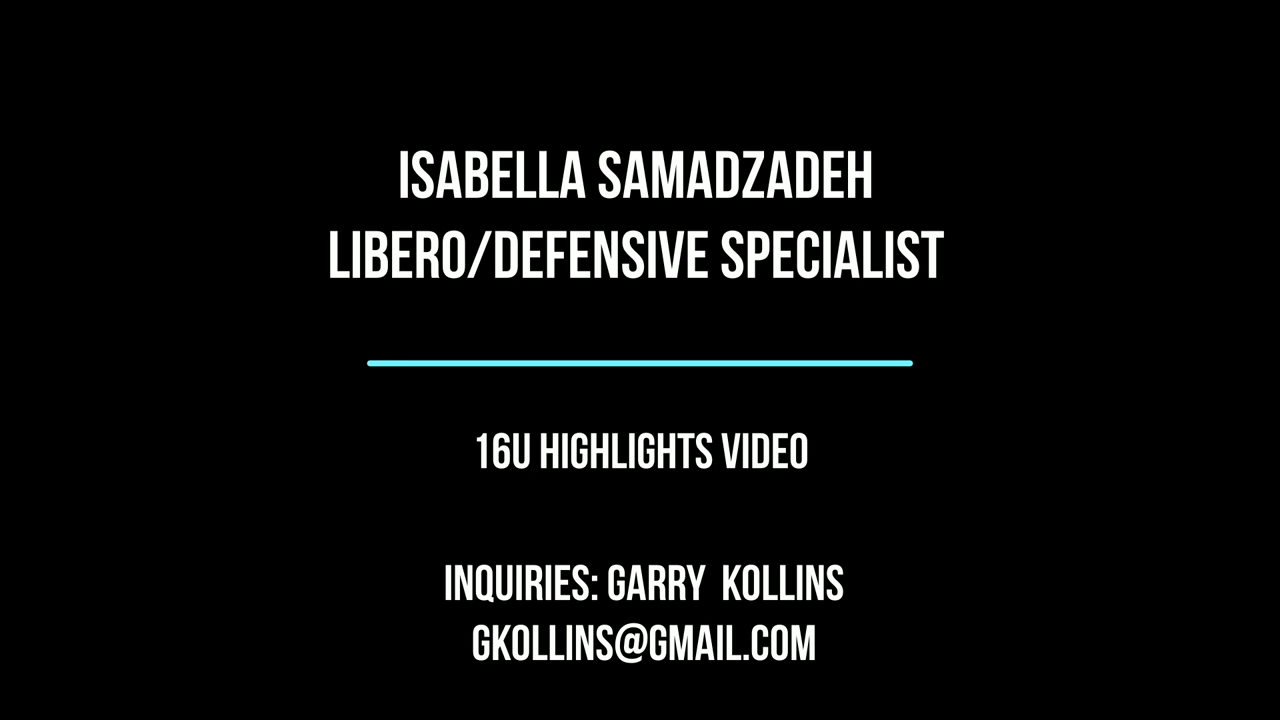 ISABELLA SAMADZADEH
LIBERO/DEFENSIVE SPECIALIST
16U HIGHLIGHTS VIDEO
INQUIRIES: GARRY KOLLINS
GKOLLINS@GMAIL.COM